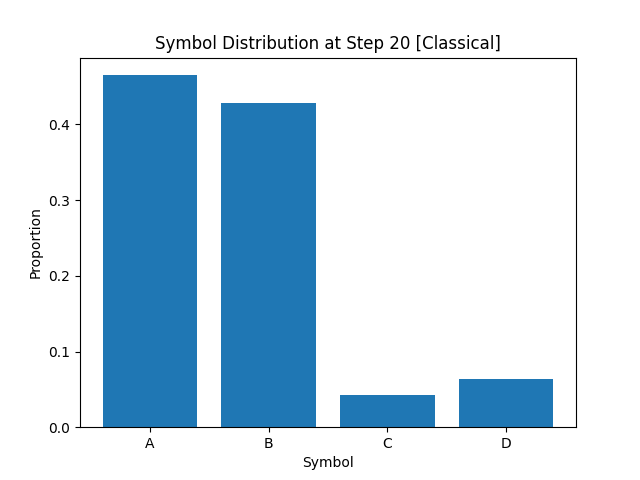 Symbol Distribution at Step 20 [Classical]
Proportion
0.4
0.3
0.2
0.1
0.0
A B C D
Symbol